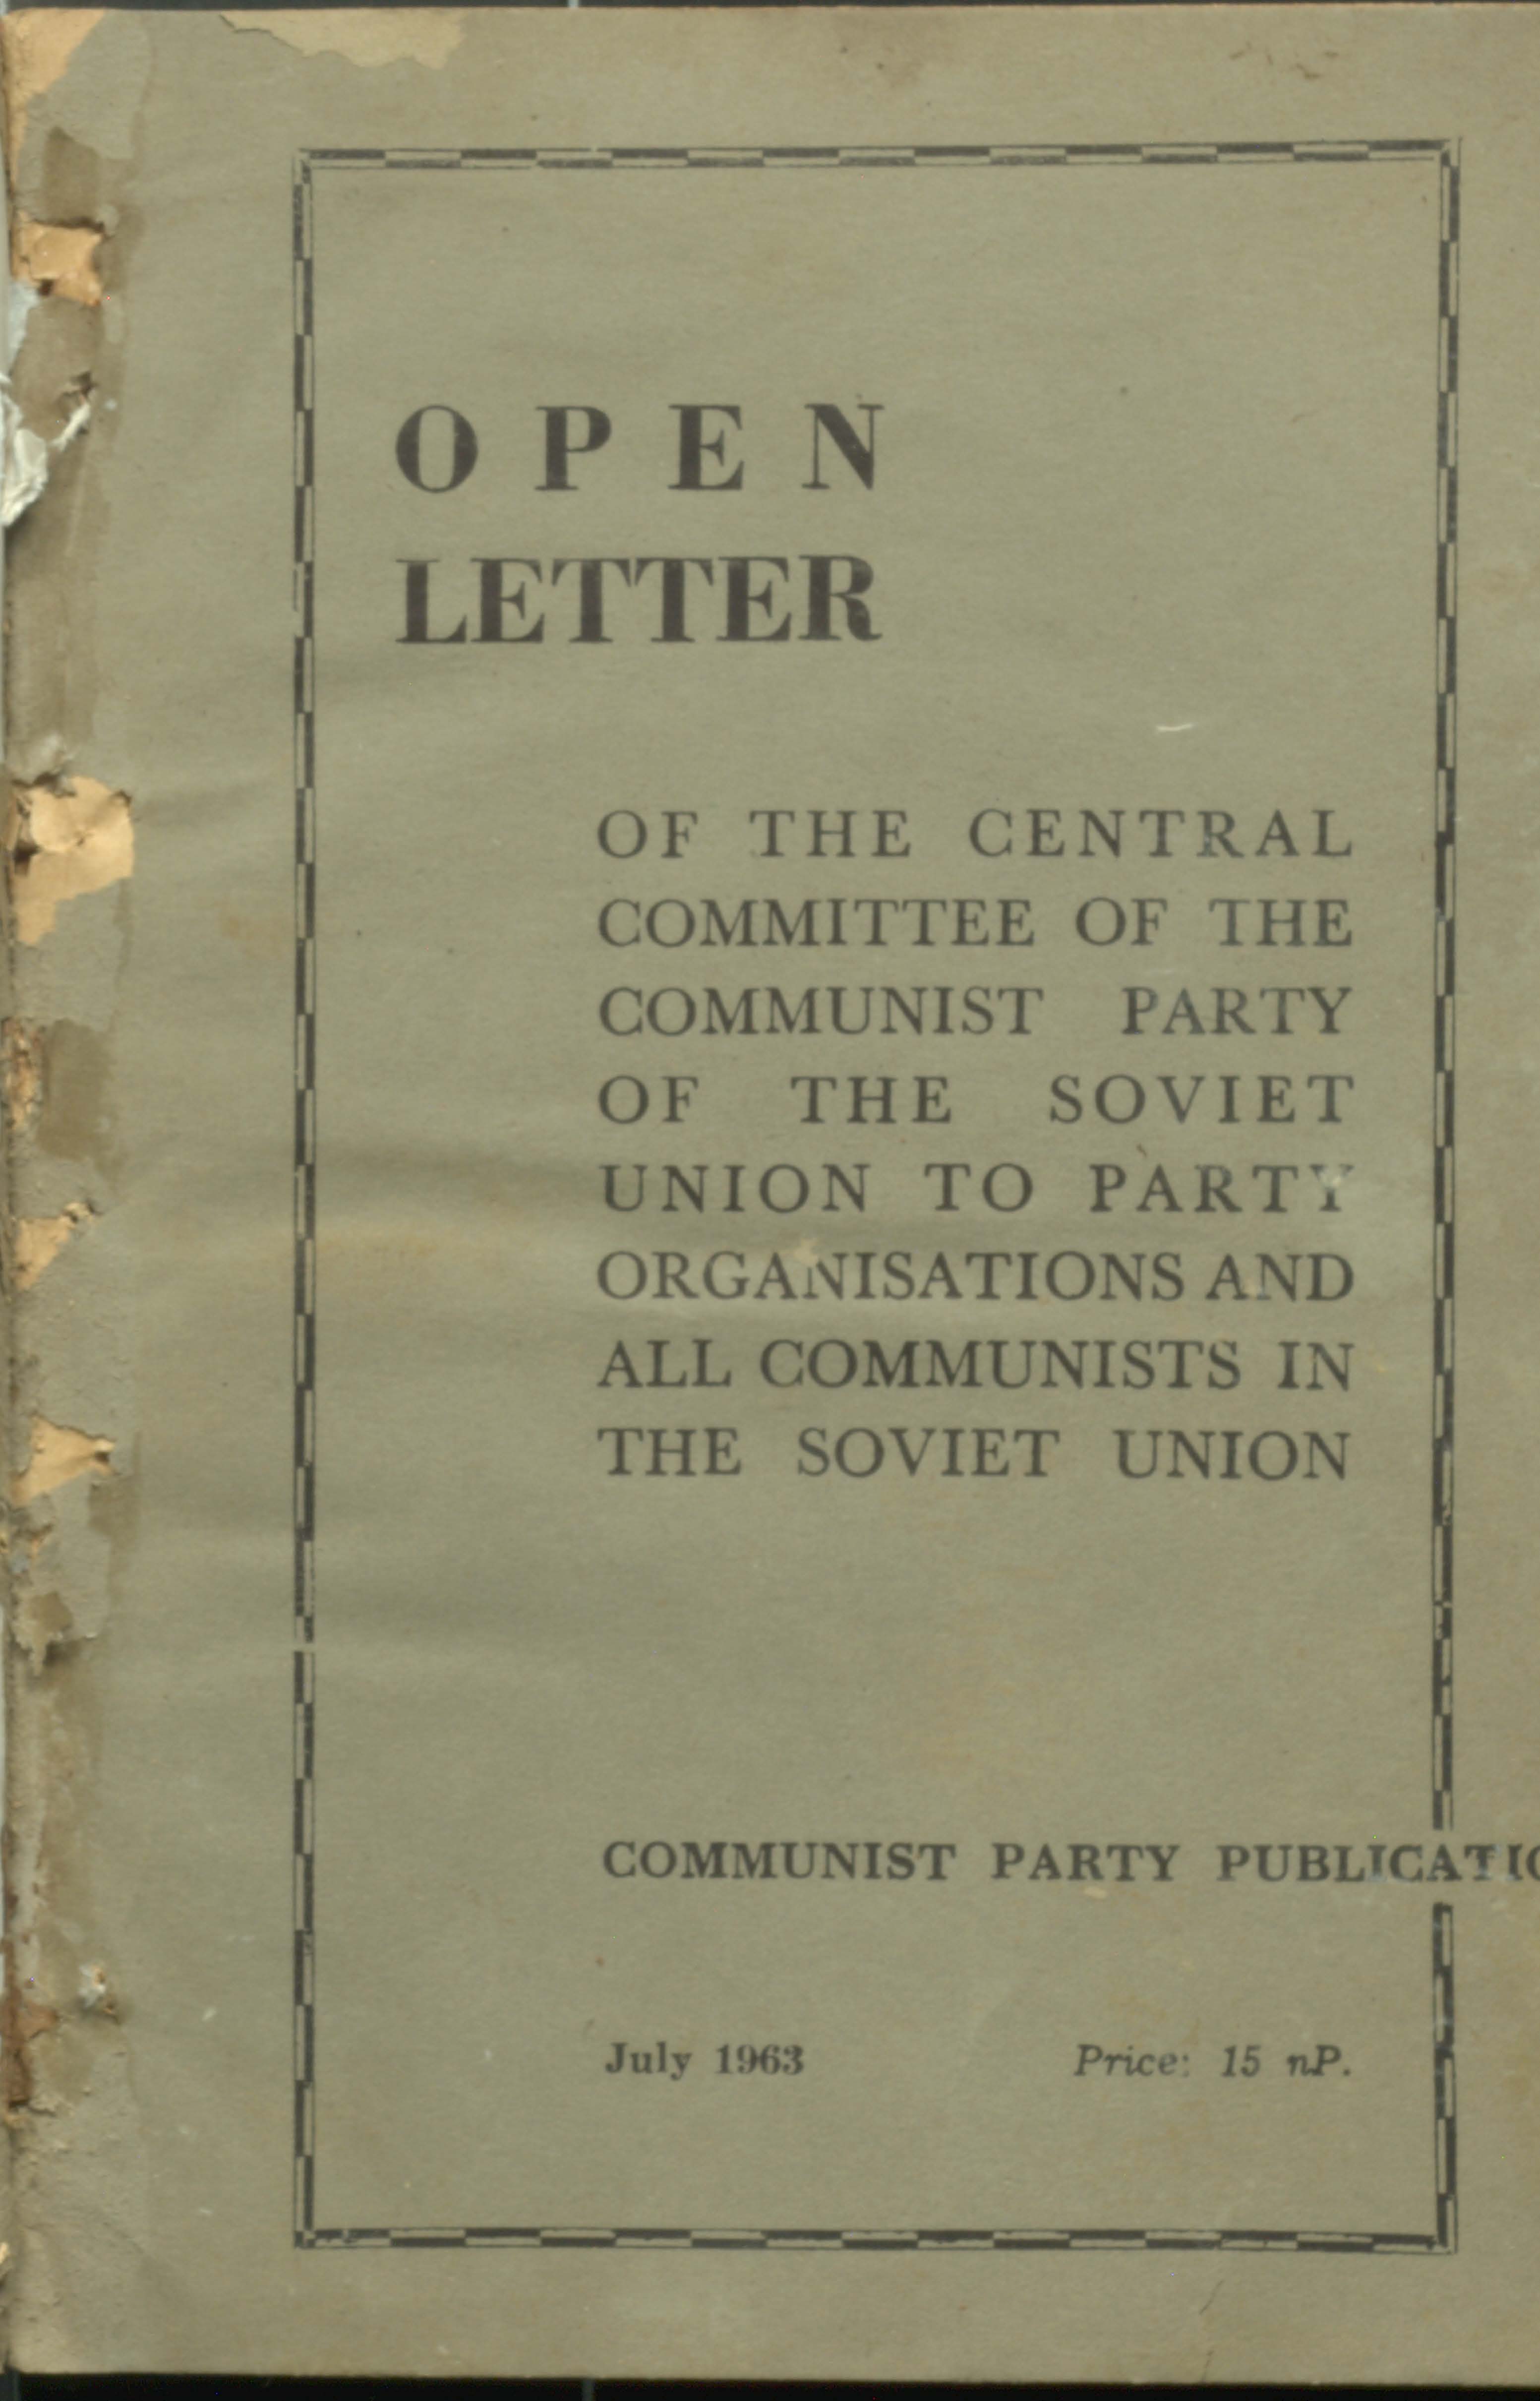 OPEN
LETTER
OF THE CENTRAL
COMMITTEE OF THE
COMMUNIST PARTY
OF THE SOVIET
UNION TO PARTY
ORGANISATIONS AND
ALL COMMUNISTS IN
THE SOVIET UNION
COMMUNIST PARTY
July 1963 Price: 15 nP.